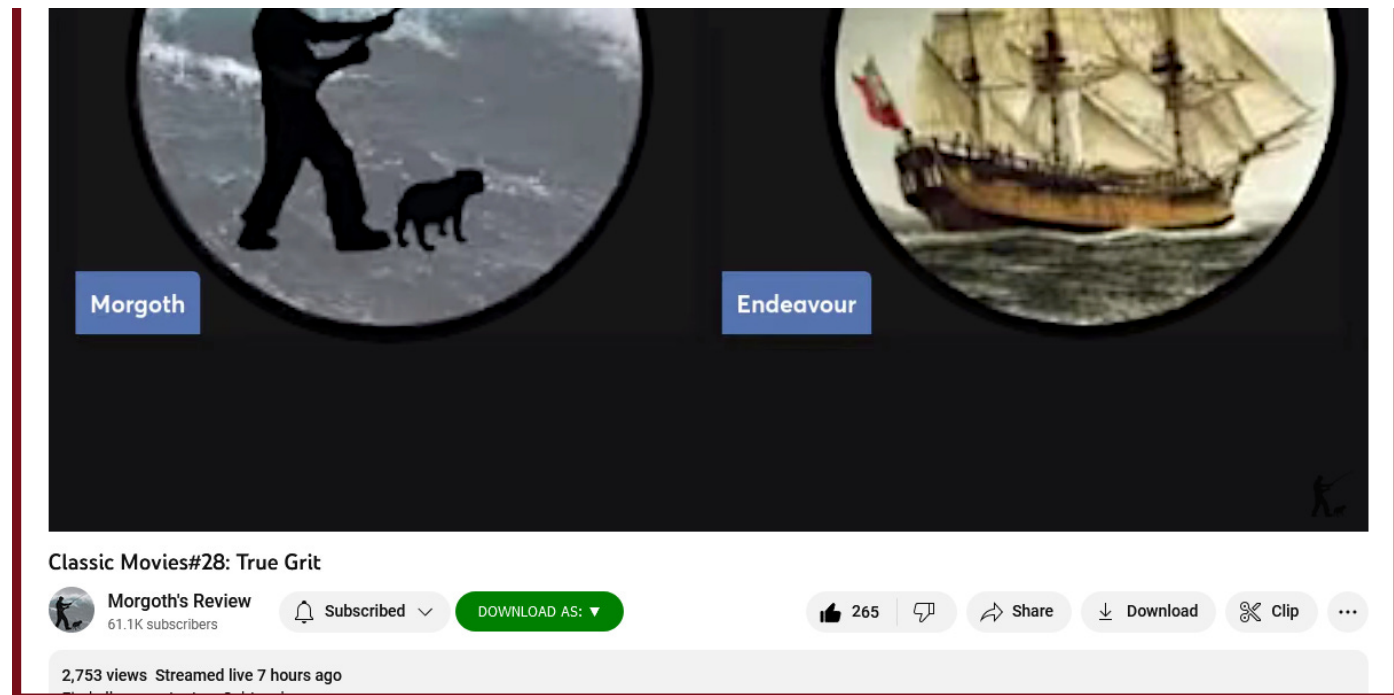 Morgoth
Endeavour
Classic Movies#28: True Grit
Morgoth's Review
61.1K subscribers
Subscribed
DOWNLOAD AS: ▼
265
Share
Download
Clip
2,753 views Streamed live 7 hours ago